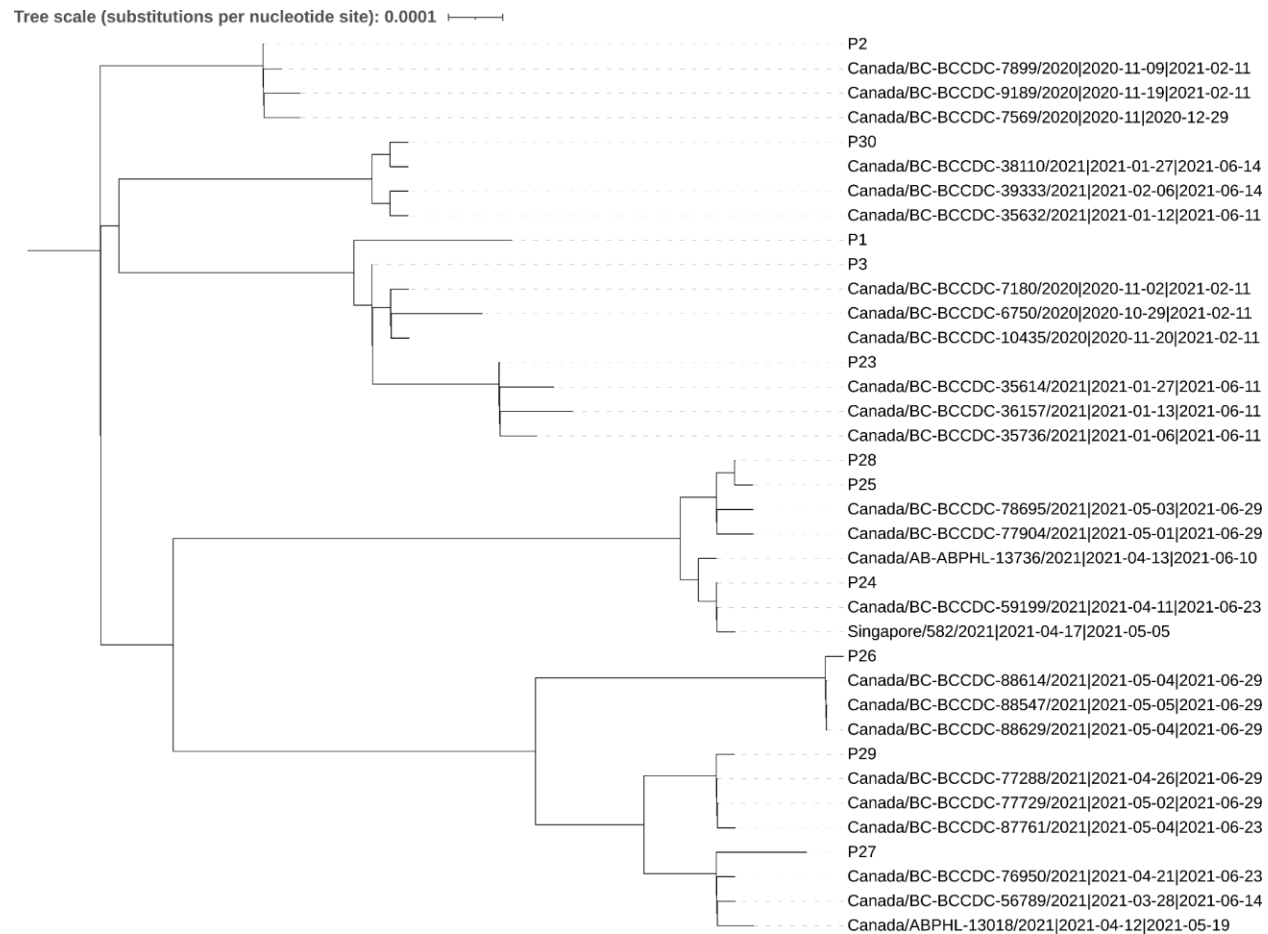 Tree scale (substitutions per nucleotide site): 0.0001
P2
Canada/BC-BCCDC-7899/2020|2020-11-09|2021-02-11
Canada/BC-BCCDC-9189/2020|2020-11-19|2021-02-11
Canada/BC-BCCDC-7569/2020|2020-11|2020-12-29
P30
Canada/BC-BCCDC-38110/2021|2021-01-27|2021-06-14
Canada/BC-BCCDC-39333/2021|2021-02-06|2021-06-14
Canada/BC-BCCDC-35632/2021|2021-01-12|2021-06-11
P1
P3
Canada/BC-BCCDC-7180/2020|2020-11-02|2021-02-11
Canada/BC-BCCDC-6750/2020|2020-10-29|2021-02-11
Canada/BC-BCCDC-10435/2020|2020-11-20|2021-02-11
P23
Canada/BC-BCCDC-35614/2021|2021-01-27|2021-06-11
Canada/BC-BCCDC-36157/2021|2021-01-13|2021-06-11
Canada/BC-BCCDC-35736/2021|2021-01-06|2021-06-11
P28
P25
Canada/BC-BCCDC-78695/2021|2021-05-03|2021-06-29
Canada/BC-BCCDC-77904/2021|2021-05-01|2021-06-29
Canada/AB-ABPHL-13736/2021|2021-04-13|2021-06-10
P24
Canada/BC-BCCDC-59199/2021|2021-04-11|2021-06-23
Singapore/582/2021|2021-04-17|2021-05-05
P26
Canada/BC-BCCDC-88614/2021|2021-05-04|2021-06-29
Canada/BC-BCCDC-88547/2021|2021-05-05|2021-06-29
Canada/BC-BCCDC-88629/2021|2021-05-04|2021-06-29
P29
Canada/BC-BCCDC-77288/2021|2021-04-26|2021-06-29
Canada/BC-BCCDC-77729/2021|2021-05-02|2021-06-29
Canada/BC-BCCDC-87761/2021|2021-05-04|2021-06-23
P27
Canada/BC-BCCDC-76950/2021|2021-04-21|2021-06-23
Canada/BC-BCCDC-56789/2021|2021-03-28|2021-06-14
Canada/ABPHL-13018/2021|2021-04-12|2021-05-19